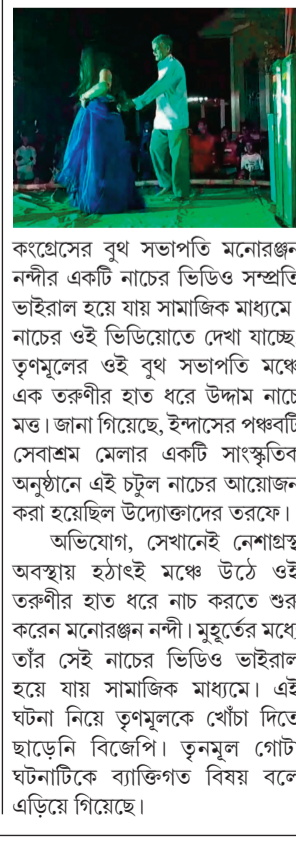 কংগ্রেসের বুথ সভাপতি মনোরঞ্জন
নন্দীর একটি নাচের ভিডিও সম্প্রতি
ভাইরাল হয়ে যায় সামাজিক মাধ্যমে
নাচের ওই ভিডিয়োতে দেখা যাচ্ছে
তৃণমূলের ওই বুথ সভাপতি মঞ্চে
এক তরুণীর হাত ধরে উদ্দাম নাচে
মত্ত। জানা গিয়েছে, ইন্দাসের পঞ্চবটি
সেবাশ্রম মেলার একটি সাংস্কৃতিক
অনুষ্ঠানে এই চটুল নাচের আয়োজন
করা হয়েছিল উদ্যোক্তাদের তরফে।
অভিযোগ, সেখানেই নেশাগ্রস্থ
অবস্থায় হঠাৎই মঞ্চে উঠে ওই
তরুণীর হাত ধরে নাচ করতে শুরু
করেন মনোরঞ্জন নন্দী। মুহূর্তের মধ্যে
তাঁর সেই নাচের ভিডিও ভাইরাল
হয়ে যায় সামাজিক মাধ্যমে। এই
ঘটনা নিয়ে তৃণমূলকে খোঁচা দিতে
ছাড়েনি বিজেপি। তৃনমূল গোটা
ঘটনাটিকে ব্যাক্তিগত বিষয় বলে
এড়িয়ে গিয়েছে।